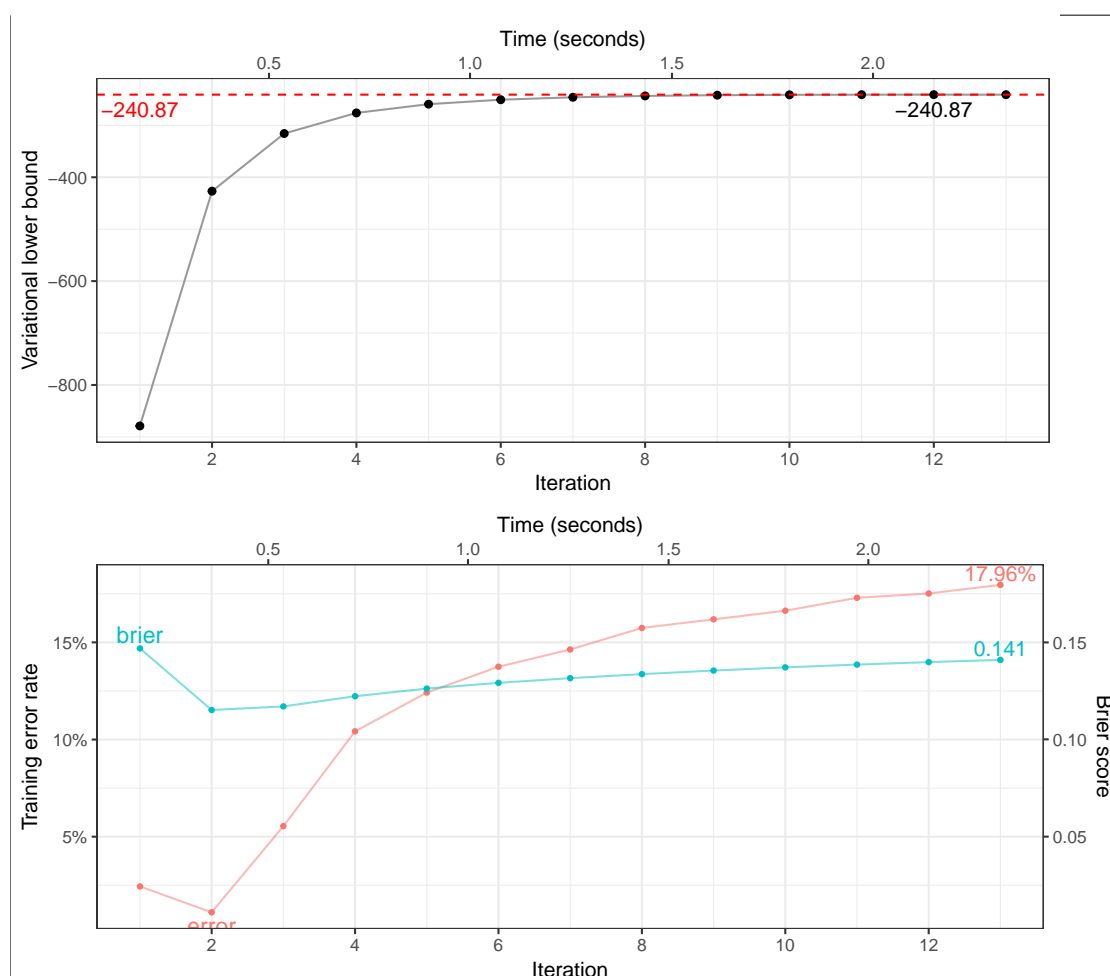 Time (seconds)
0.5 1.0 1.5 2.0
−240.87 −240.87
−400
−600
−800
Variational lower bound
2 4 6 8 10 12
Iteration
Time (seconds)
0.5 1.0 1.5 2.0
17.96%
brier
0.141
15% 0.15
10% 0.10
5% 0.05
error
Training error rate
Brier score
2 4 6 8 10 12
Iteration